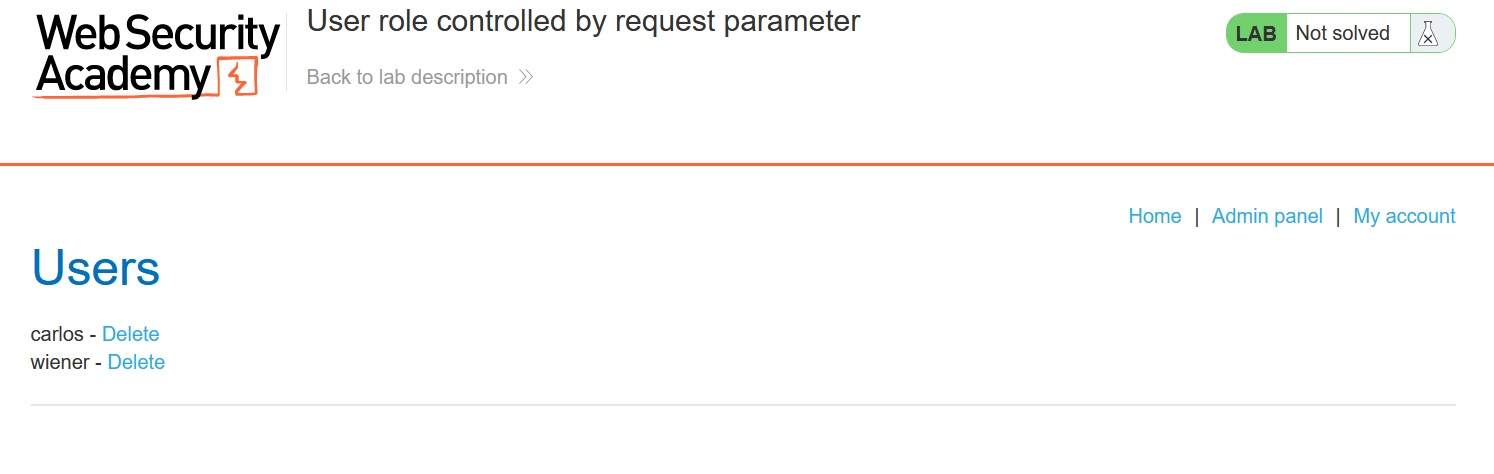 Web Security
Academy
User role controlled by request parameter
Back to lab description
LAB Not solved
Home | Admin panel | My account
Users
carlos - Delete
wiener - Delete